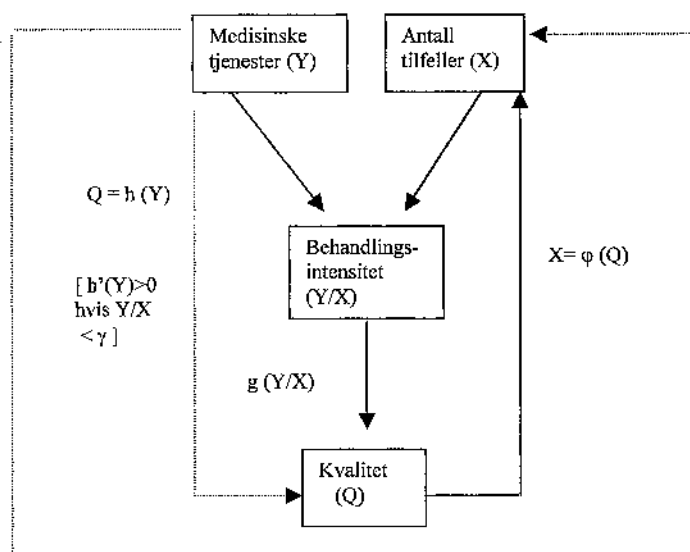 Medisinske
tjenester (Y)
Antall
tilfeller (X)
Q = h (Y)
[ h'(Y)>0
hvis Y/X
< γ ]
Behandlings-
intensitet
(Y/X)
X= φ (Q)
g (Y/X)
Kvalitet
(Q)